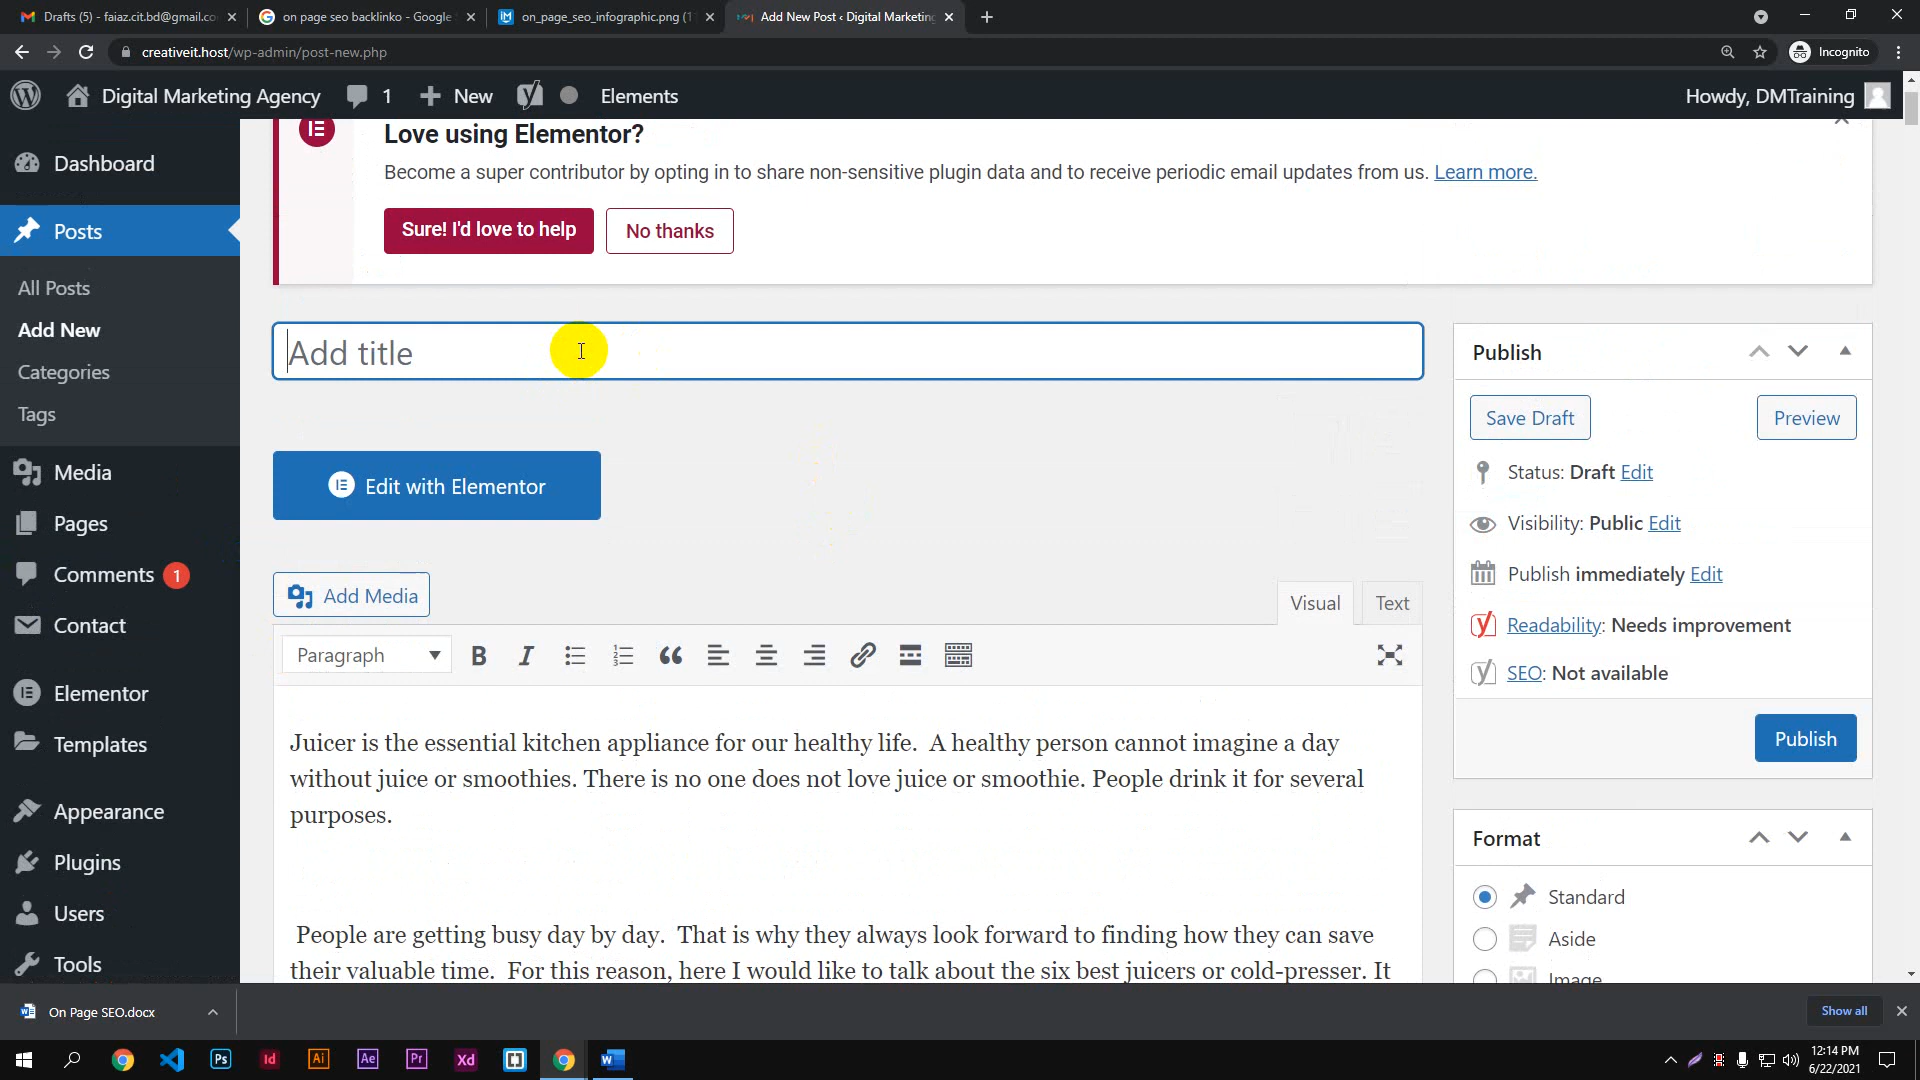 Drafts (5) - faiaz.cit.bd@gmail.co
on page seo backlinko - Google
on_page_seo_infographic.png (1
Add New Post ‹ Digital Marketing
creativeit.host/wp-admin/post-new.php
Incognito
Digital Marketing Agency
1
New
Elements
Howdy, DMTraining
Dashboard
Posts
All Posts
Add New
Categories
Tags
Media
Pages
Comments 1
Contact
Elementor
Templates
Appearance
Plugins
Users
Tools
Love using Elementor?
Become a super contributor by opting in to share non-sensitive plugin data and to receive periodic email updates from us. Learn more.
Sure! I'd love to help
No thanks
Add title
Edit with Elementor
Add Media
Visual
Text
Paragraph
Juicer is the essential kitchen appliance for our healthy life.  A healthy person cannot imagine a day
without juice or smoothies. There is no one does not love juice or smoothie. People drink it for several
purposes.
People are getting busy day by day.  That is why they always look forward to finding how they can save
their valuable time.  For this reason, here I would like to talk about the six best juicers or cold-presser. It
Publish
Save Draft
Preview
Status: Draft Edit
Visibility: Public Edit
Publish immediately Edit
Readability: Needs improvement
SEO: Not available
Publish
Format
Standard
Aside
Image
On Page SEO.docx
Show all
Ps
Id
Ai
Ae
Pr
Xd
12:14 PM
6/22/2021